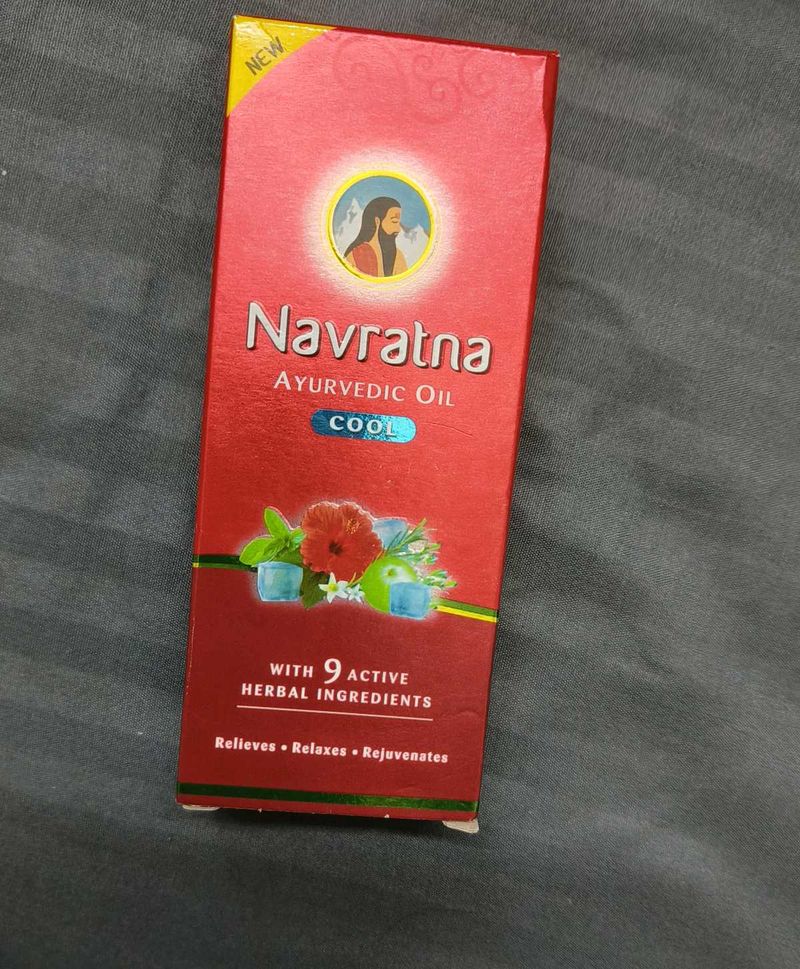 NEW
Navratna
AYURVEDIC OIL
COOL
WITH 9 ACTIVE
HERBAL INGREDIENTS
Relieves • Relaxes • Rejuvenates